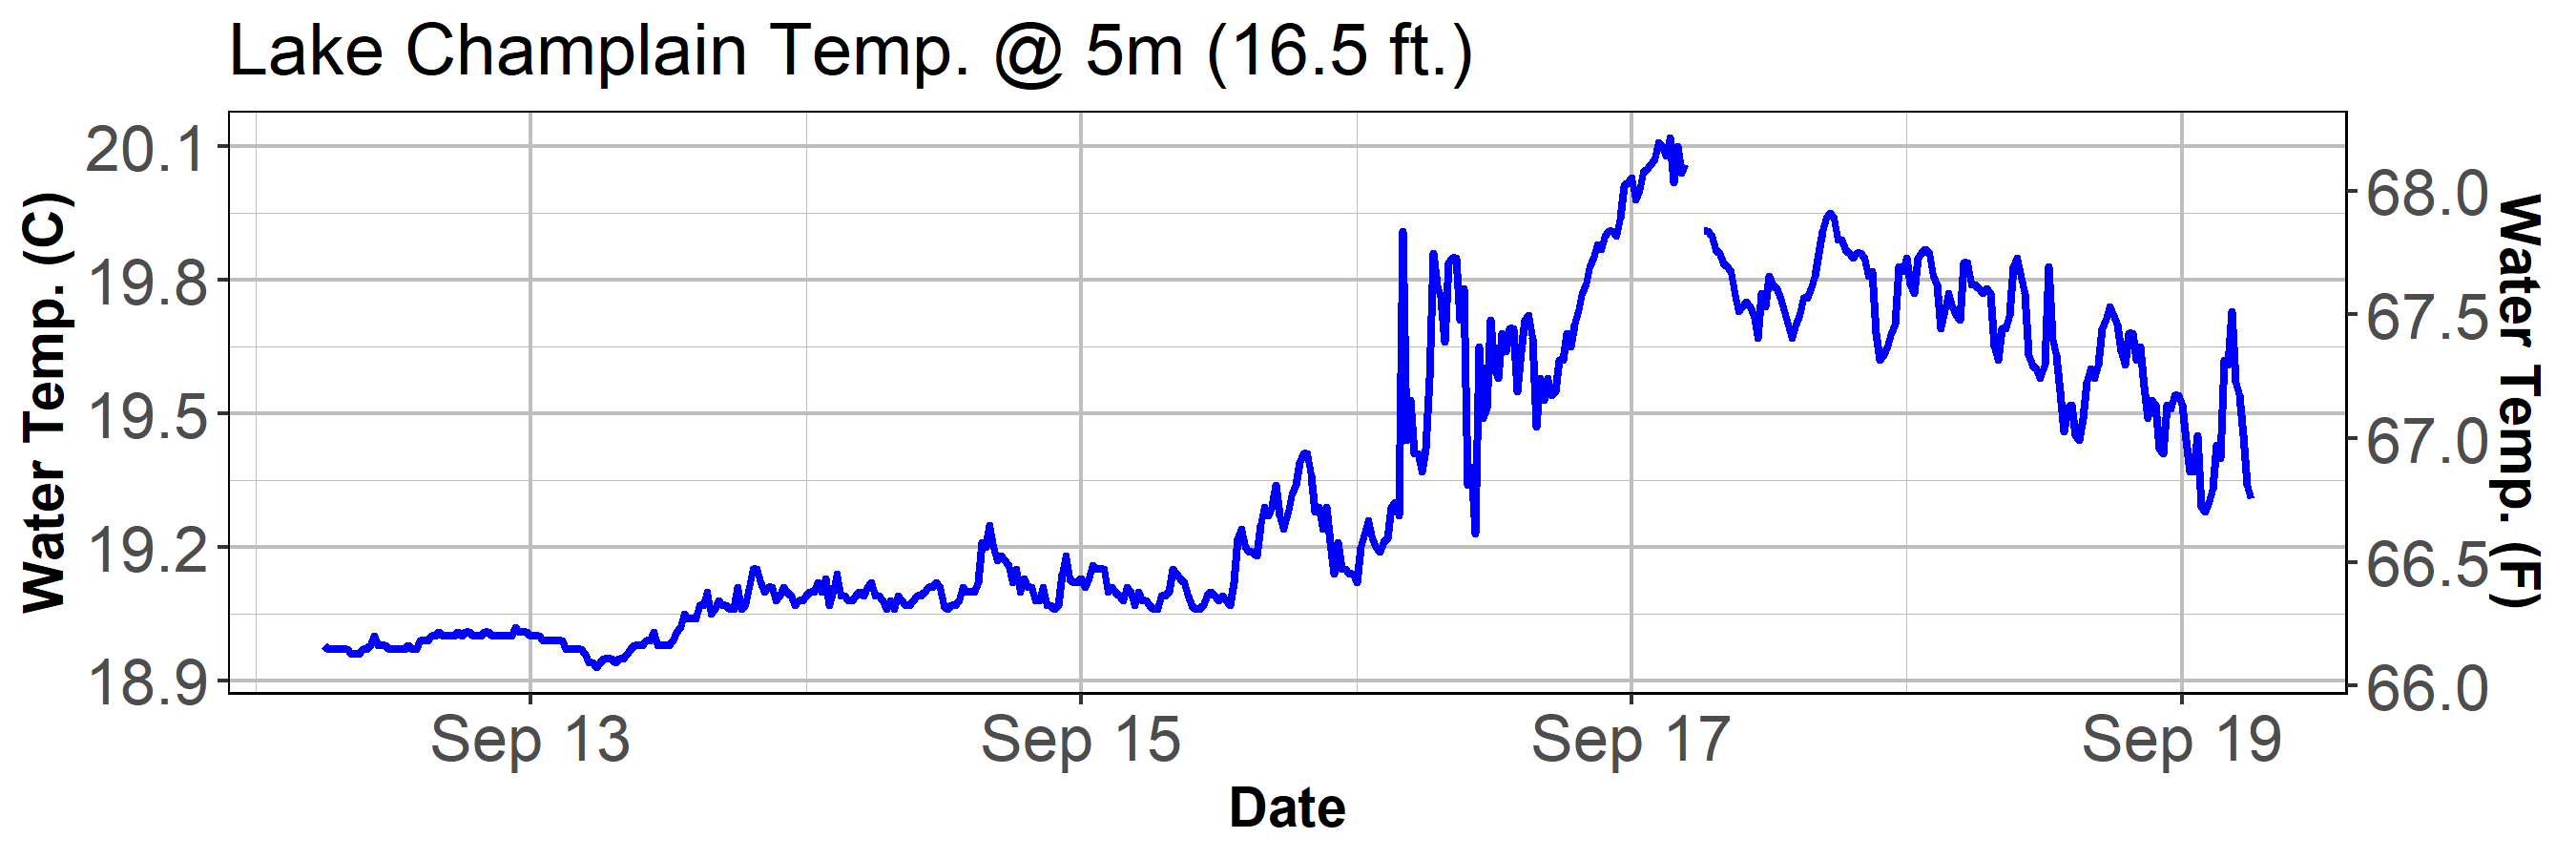 Lake Champlain Temp. @ 5m (16.5 ft.)
Water Temp. (C)
20.1
19.8
19.5
19.2
18.9
68.0
67.5
67.0
66.5
66.0
Water Temp. (F)
Sep 13
Sep 15
Sep 17
Sep 19
Date